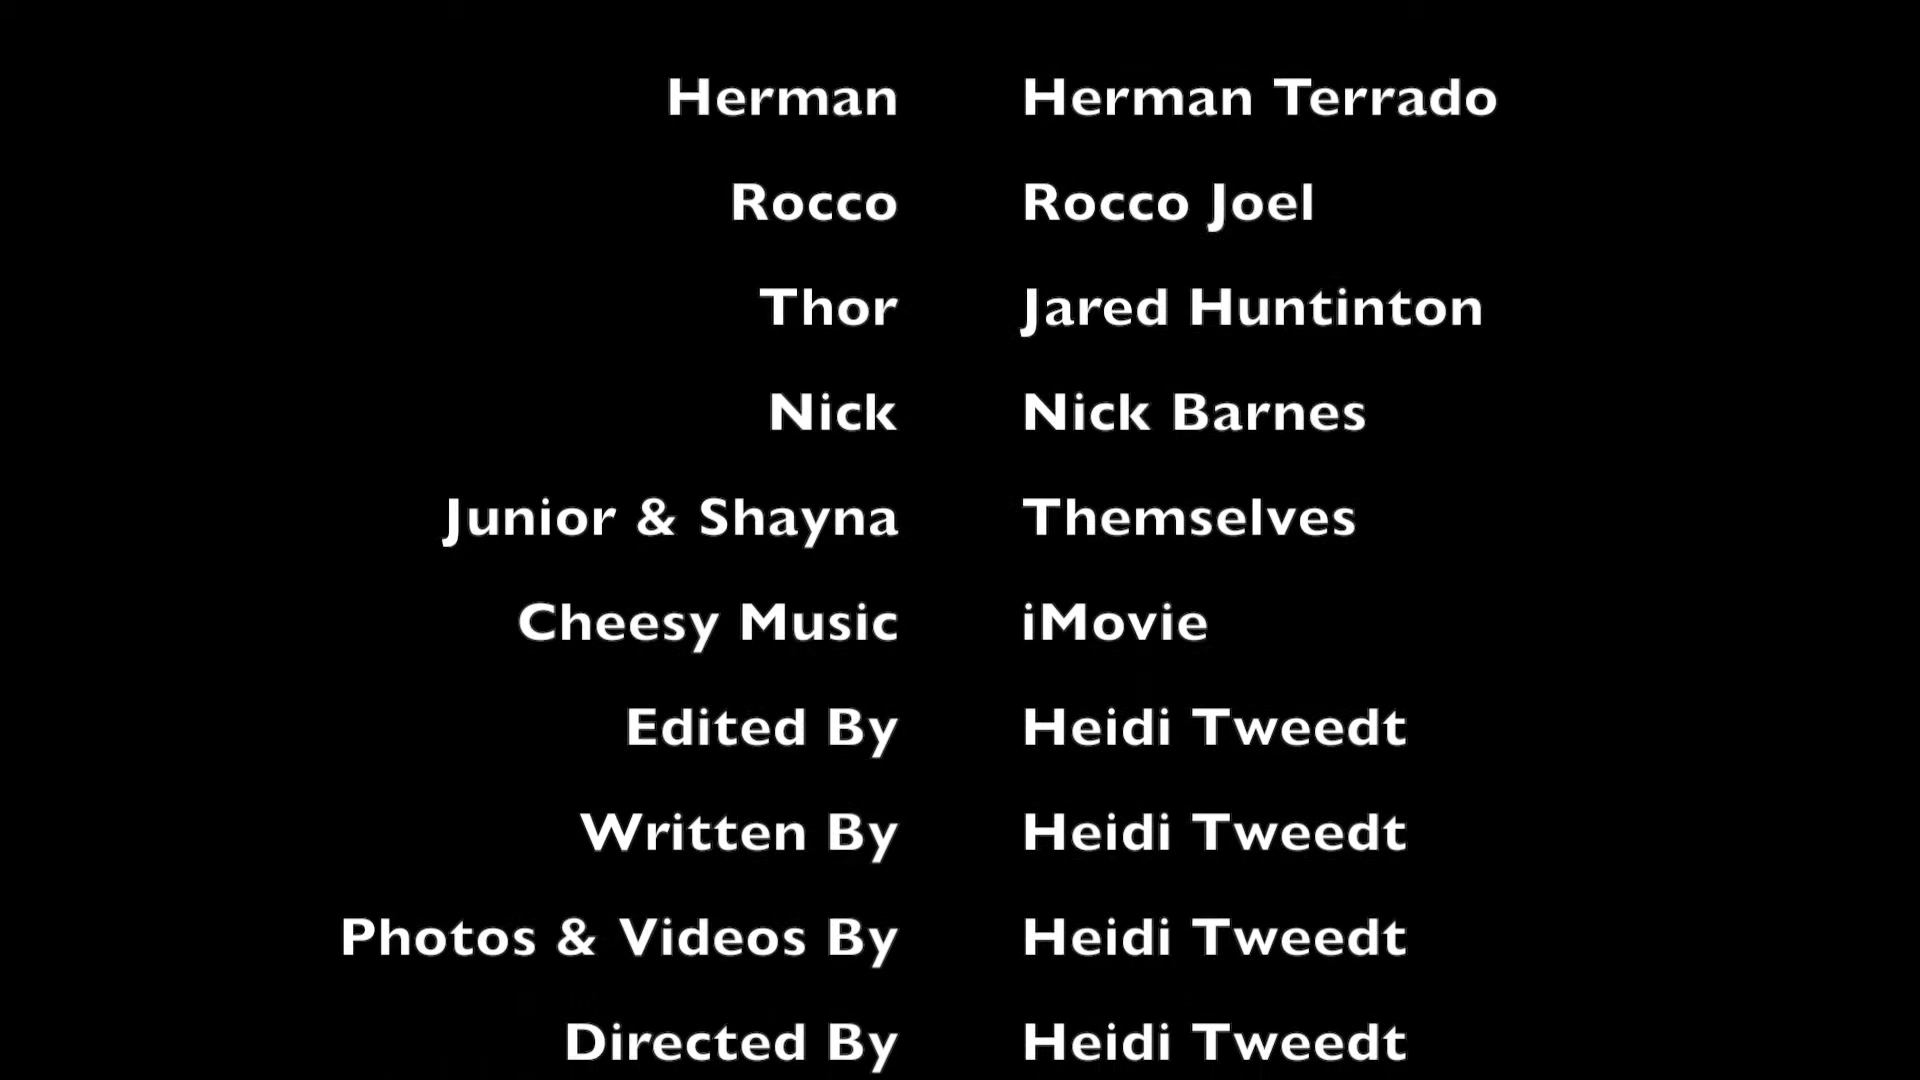 Herman Herman Terrado
Rocco Rocco Joel
Thor Jared Huntinton
Nick Nick Barnes
Junior & Shayna Themselves
Cheesy Music iMovie
Edited By Heidi Tweedt
Written By Heidi Tweedt
Photos & Videos By Heidi Tweedt
Directed By Heidi Tweedt